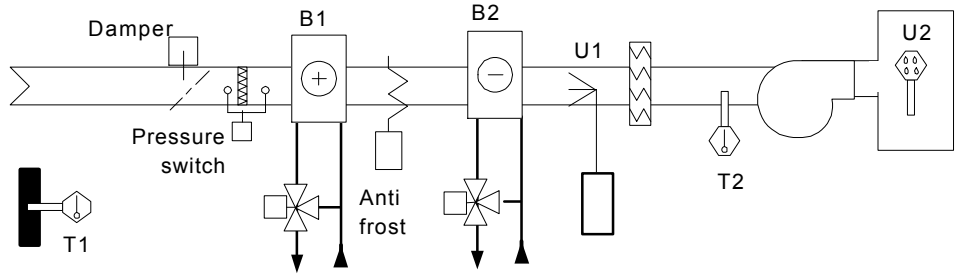 Damper
B1
B2
U1
U2
Pressure
switch
Anti
frost
T2
T1